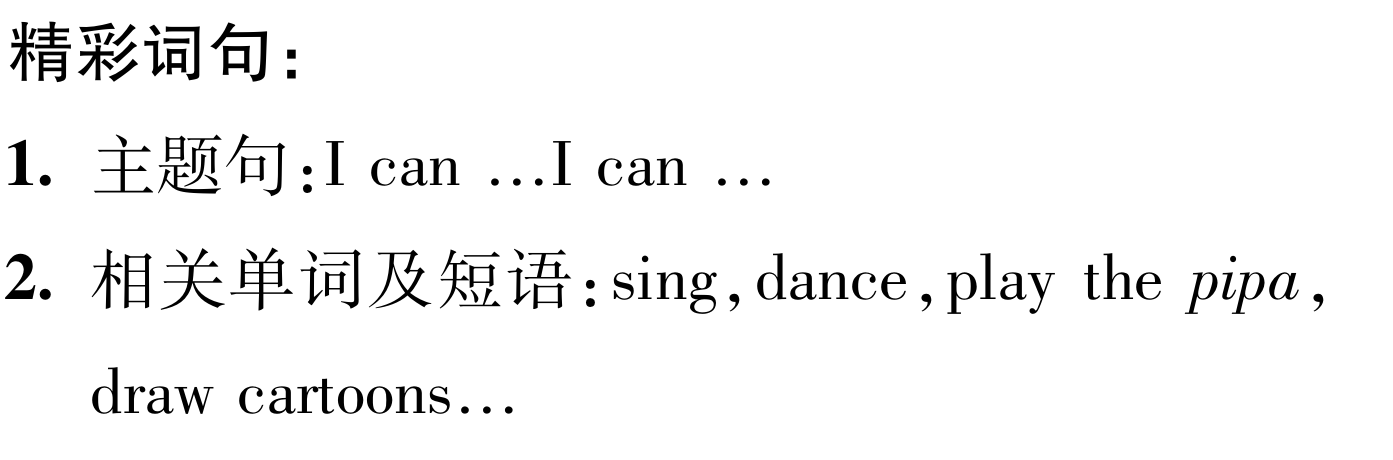 精彩词句:
1. 主题句:I can …I can …
2. 相关单词及短语:sing,dance,play the pipa,
draw cartoons…